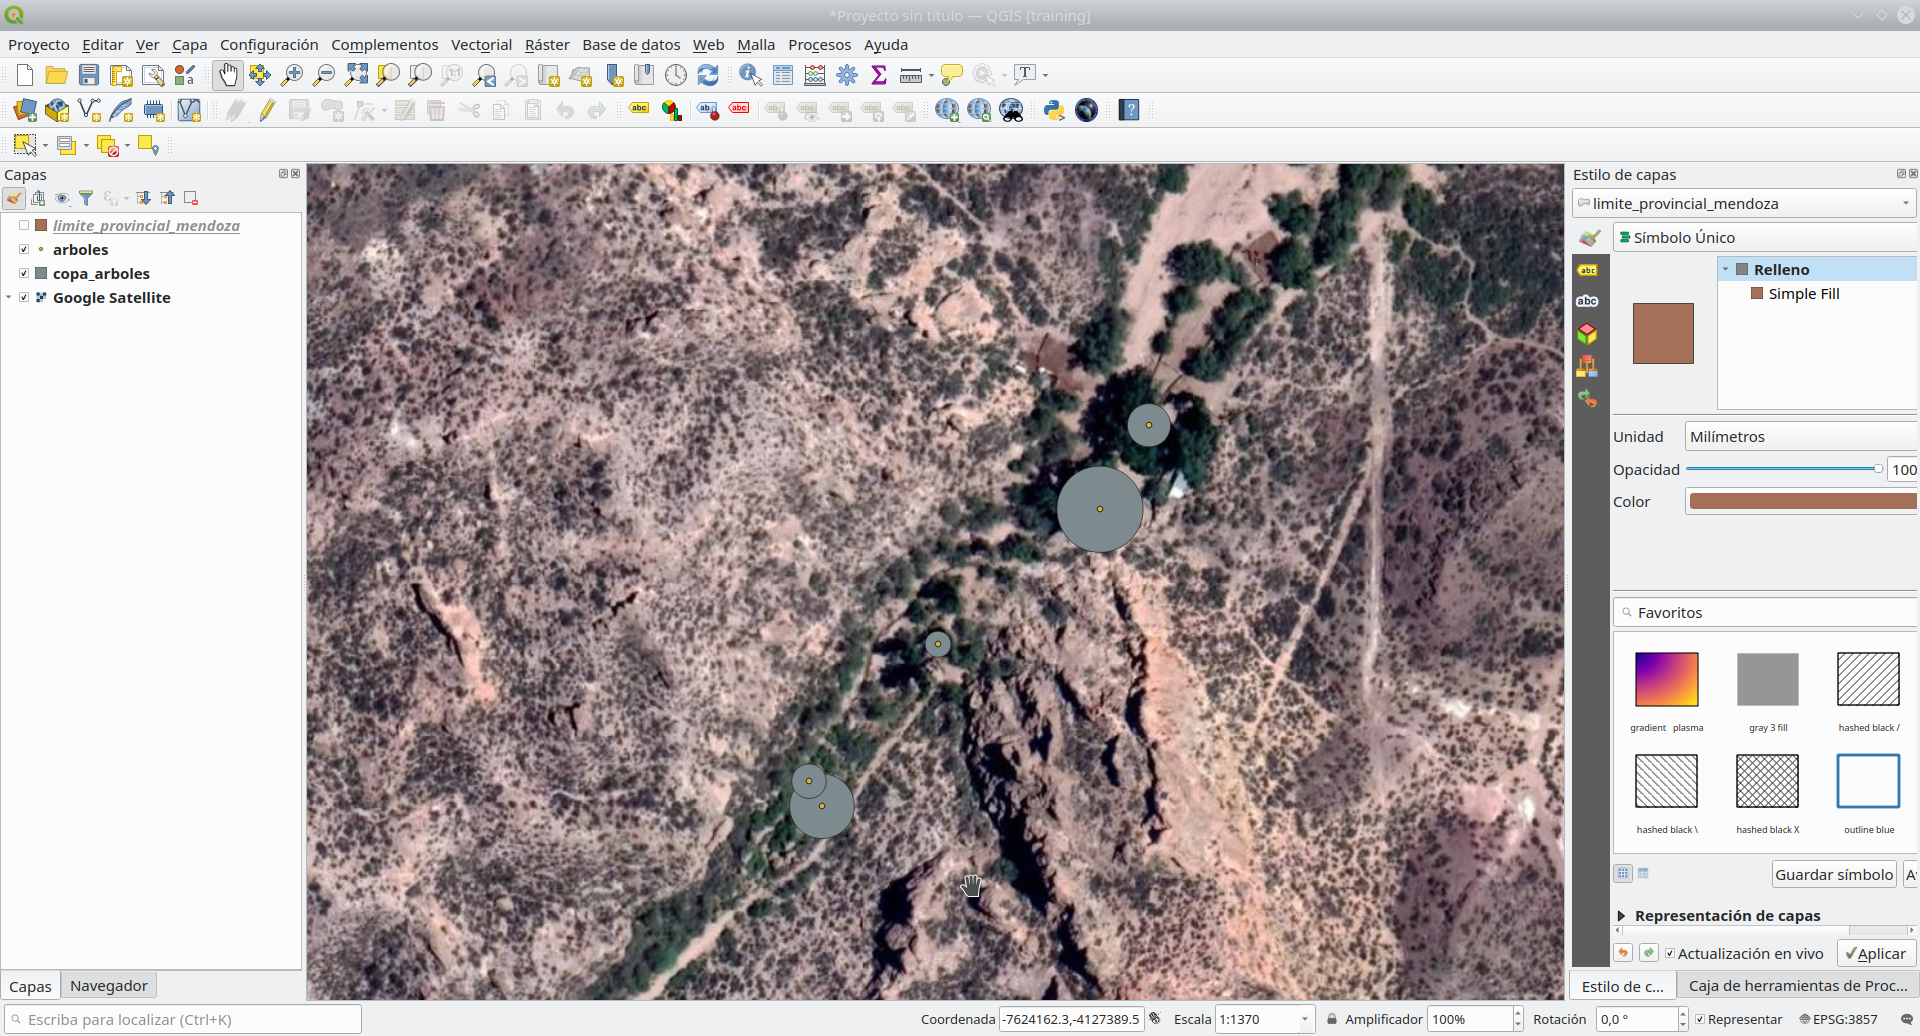 *Proyecto sin título — QGIS [training]
Proyecto Editar Ver Capa Configuración Complementos Vectorial Ráster Base de datos Web Malla Procesos Ayuda
Capas
limite_provincial_mendoza
arboles
copa_arboles
Google Satellite
Capas Navegador
Estilo de capas
limite_provincial_mendoza
Símbolo Único
Relleno
Simple Fill
Unidad Milímetros
Opacidad 100
Color
Favoritos
gradient plasma gray 3 fill hashed black /
hashed black \ hashed black X outline blue
Guardar símbolo
Representación de capas
Actualización en vivo Aplicar
Estilo de c... Caja de herramientas de Proc...
Escriba para localizar (Ctrl+K) Coordenada -7624162.3,-4127389.5 Escala 1:1370 Amplificador 100% Rotación 0,0 ° Representar EPSG:3857